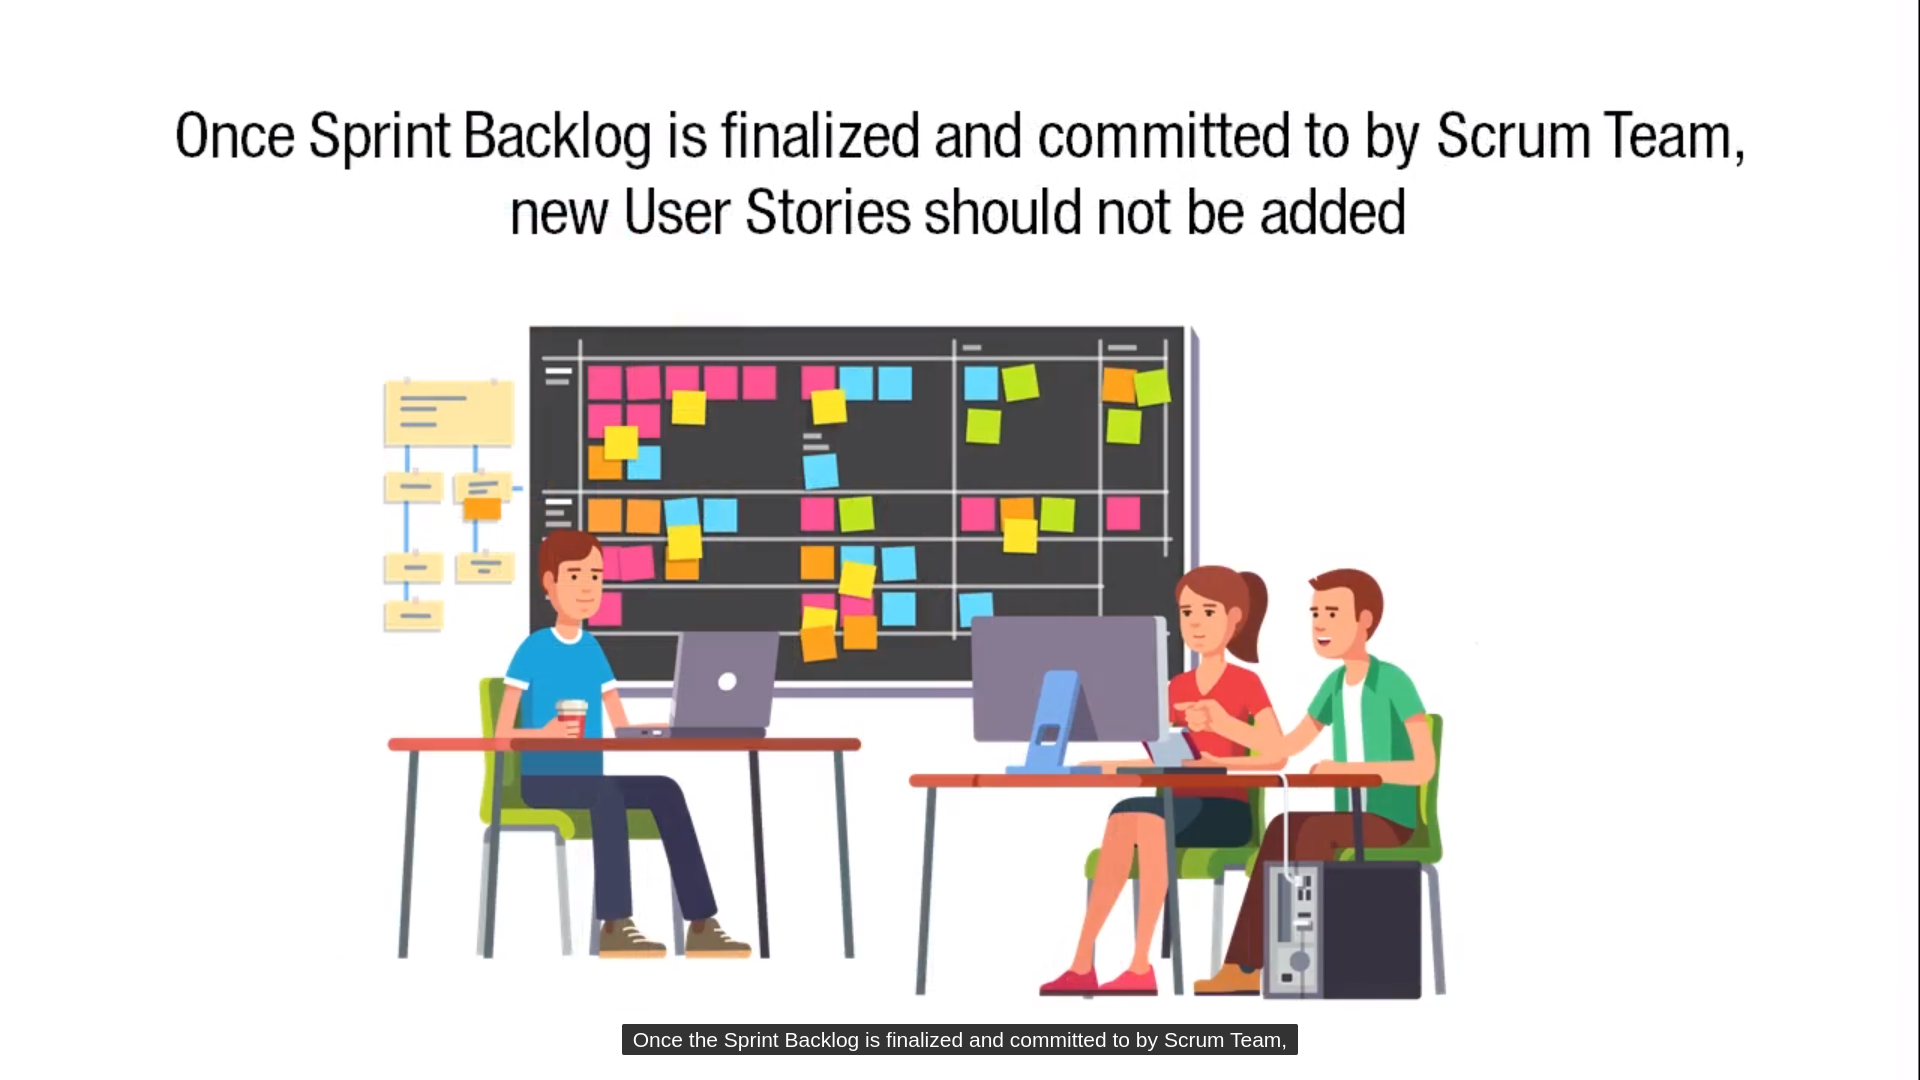 Once Sprint Backlog is finalized and committed to by Scrum Team,
new User Stories should not be added
Once the Sprint Backlog is finalized and committed to by Scrum Team,